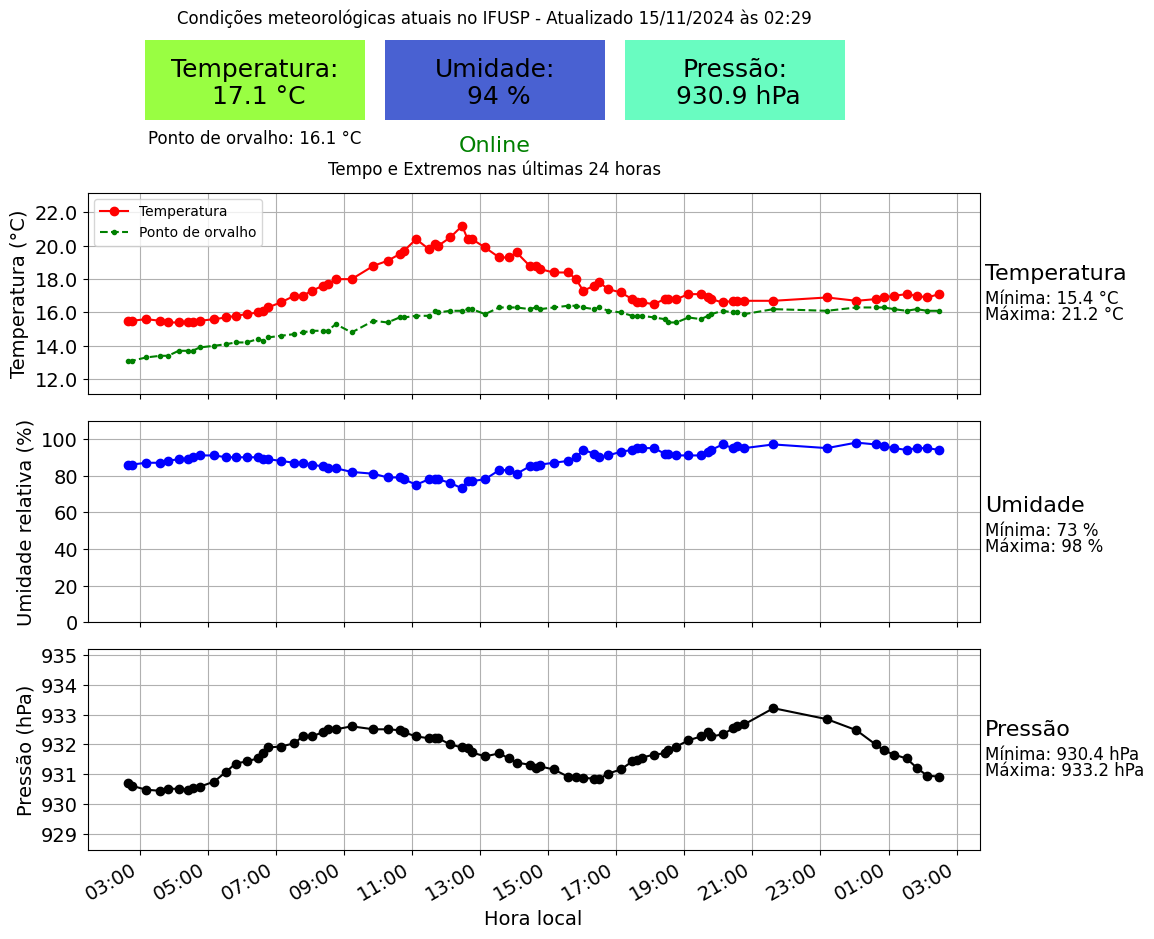 Condições meteorológicas atuais no IFUSP - Atualizado 15/11/2024 às 02:29
Temperatura:
17.1 °C
Umidade:
94 %
Pressão:
930.9 hPa
Ponto de orvalho: 16.1 °C
Online
Tempo e Extremos nas últimas 24 horas
Temperatura (°C)
22.0
20.0
18.0
16.0
14.0
12.0
Temperatura
Ponto de orvalho
Temperatura
Mínima: 15.4 °C
Máxima: 21.2 °C
Umidade relativa (%)
100
80
60
40
20
0
Umidade
Mínima: 73 %
Máxima: 98 %
Pressão (hPa)
935
934
933
932
931
930
929
Pressão
Mínima: 930.4 hPa
Máxima: 933.2 hPa
03:00 05:00 07:00 09:00 11:00 13:00 15:00 17:00 19:00 21:00 23:00 01:00 03:00
Hora local